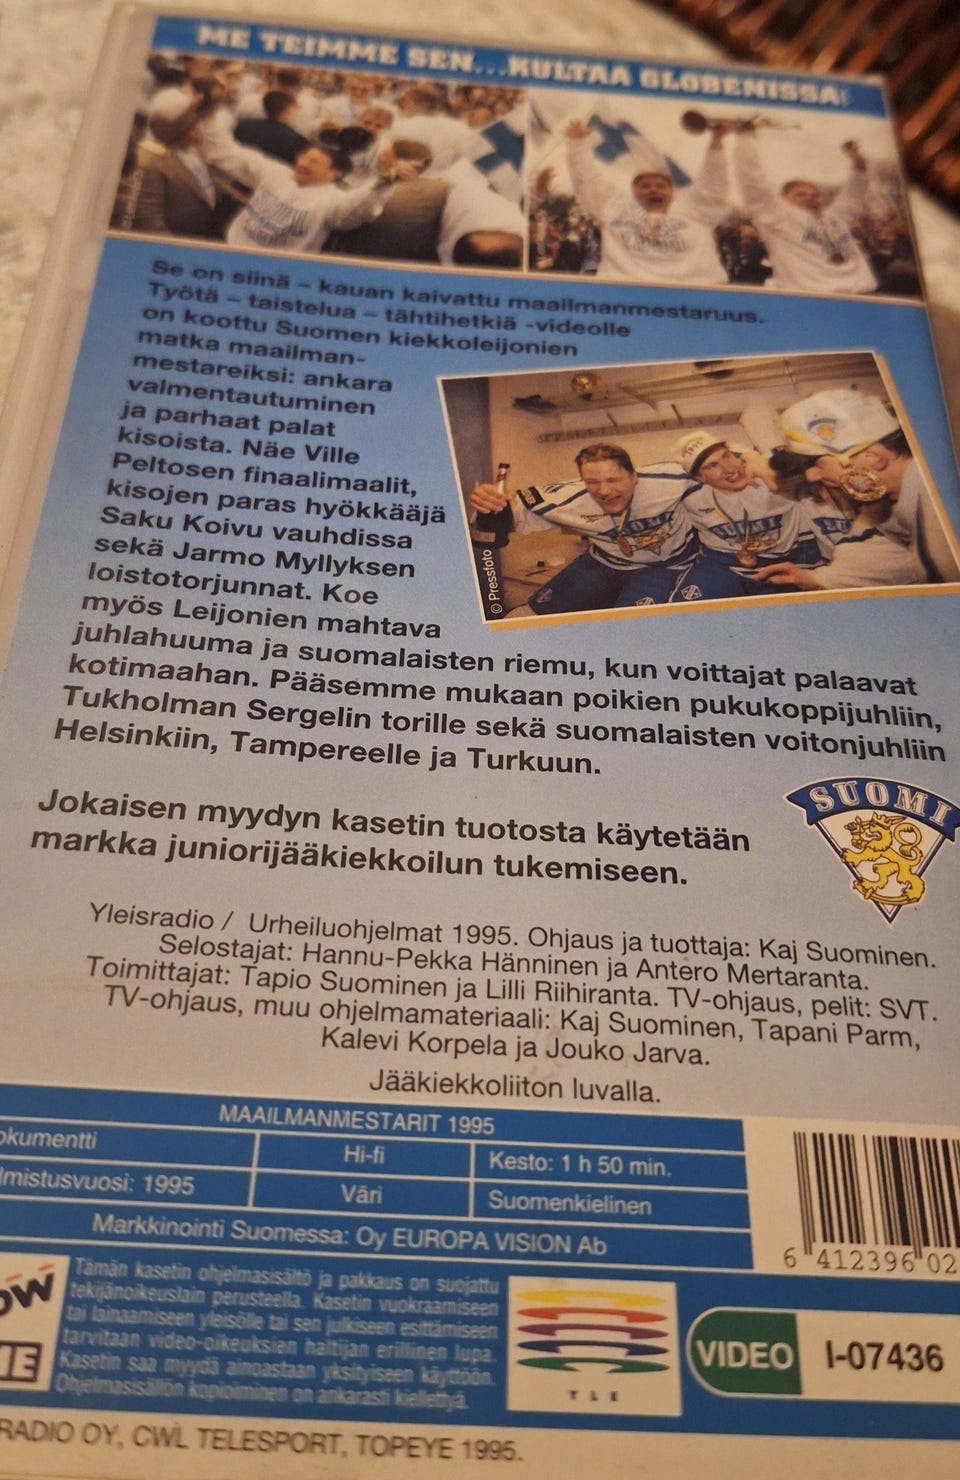 ME TEIMME SEN...KULTAA GLOBENISSA!
Se on siinä – kauan kaivattu maailmanmestaruus.
Työtä – taistelua – tähtihetkiä -videolle
on koottu Suomen kiekkoleijonien
matka maailman-
mestareiksi: ankara
valmentautuminen
ja parhaat palat
kisoista. Näe Ville
Peltosen finaalimaalit,
kisojen paras hyökkääjä
Saku Koivu vauhdissa
sekä Jarmo Myllyksen
loistotorjunnat. Koe
myös Leijonien mahtava
juhlahuuma ja suomalaisten riemu, kun voittajat palaavat
kotimaahan. Pääsemme mukaan poikien pukukoppijuhliin,
Tukholman Sergelin torille sekä suomalaisten voitonjuhliin
Helsinkiin, Tampereelle ja Turkuun.
© Pressfoto
SUOMI
SUOMI
Jokaisen myydyn kasetin tuotosta käytetään
markka juniorijääkiekkoilun tukemiseen.
SUOMI
Yleisradio / Urheiluohjelmat 1995. Ohjaus ja tuottaja: Kaj Suominen.
Selostajat: Hannu-Pekka Hänninen ja Antero Mertaranta.
Toimittajat: Tapio Suominen ja Lilli Riihiranta. TV-ohjaus, pelit: SVT.
TV-ohjaus, muu ohjelmamateriaali: Kaj Suominen, Tapani Parm,
Kalevi Korpela ja Jouko Jarva.
Jääkiekkoliiton luvalla.
MAAILMANMESTARIT 1995
okumentti
Hi-fi
Kesto: 1 h 50 min.
lmistusvuosi: 1995
Väri
Suomenkielinen
Markkinointi Suomessa: Oy EUROPA VISION Ab
6 412396 02
Tämän kasetin ohjelmasisältö ja pakkaus on suojattu
tekijänoikeuslain perusteella. Kasetin vuokraamiseen
tai lainaamiseen yleisölle tai sen julkiseen esittämiseen
tarvitaan video-oikeuksien haltijan erillinen lupa.
Kasetin saa myydä ainoastaan yksityiseen käyttöön.
Ohjelmasisällön kopioiminen on ankarasti kiellettyä.
OW
ME
YLE
VIDEO
I-07436
RADIO OY, CWL TELESPORT, TOPEYE 1995.